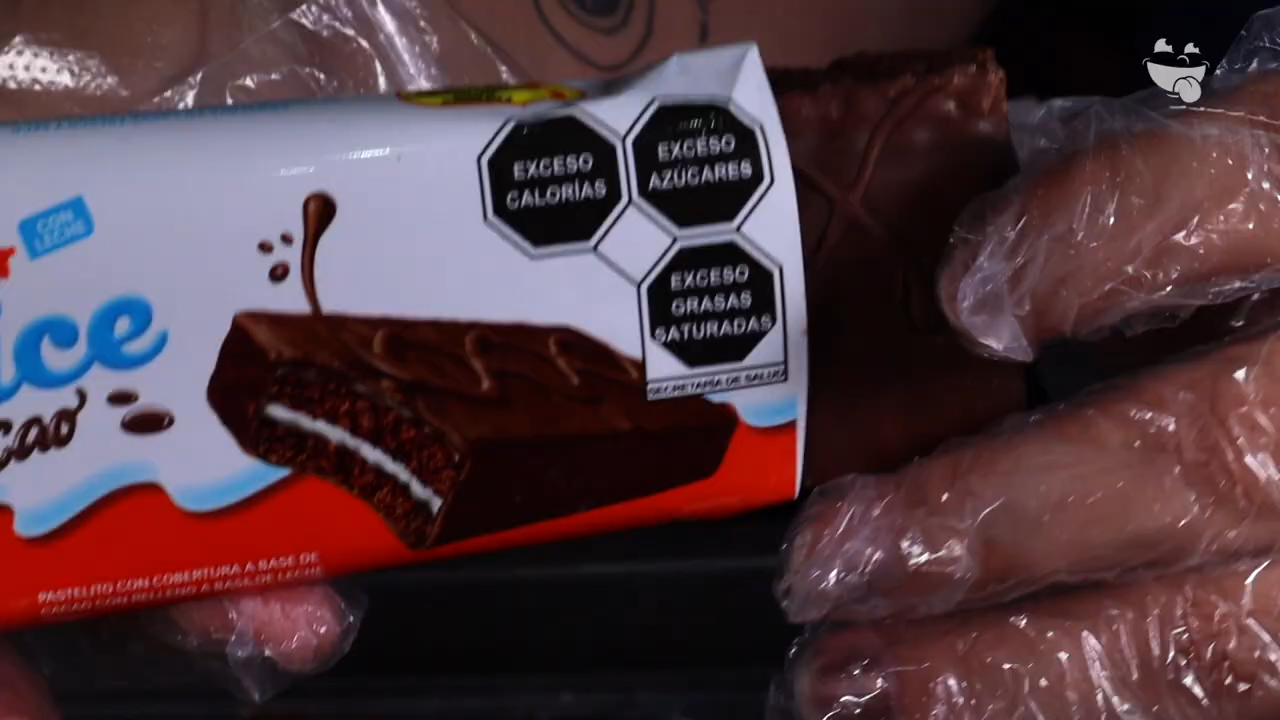 EXCESO
CALORÍAS
EXCESO
AZÚCARES
EXCESO
GRASAS
SATURADAS
SECRETARÍA DE SALUD
CON
LECHE
ice
cao
PASTELITO CON COBERTURA A BASE DE
CACAO CON RELLENO A BASE DE LECHE